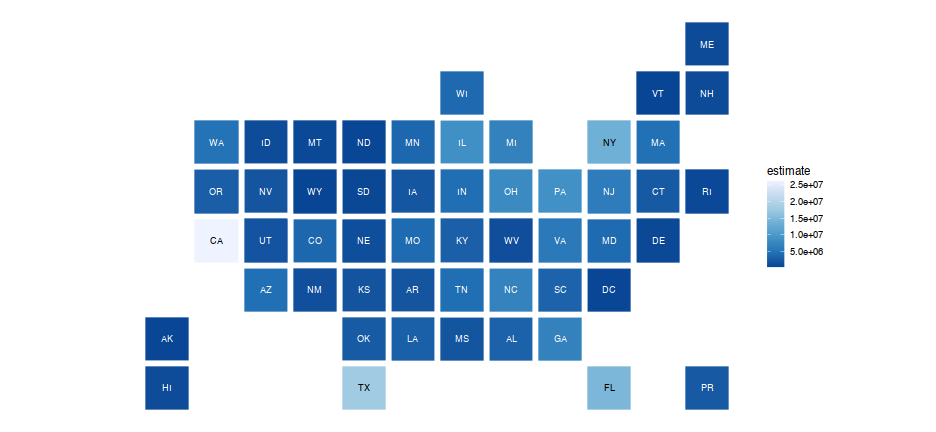 ME
WI
VT
NH
WA
ID
MT
ND
MN
IL
MI
NY
MA
OR
NV
WY
SD
IA
IN
OH
PA
NJ
CT
RI
CA
UT
CO
NE
MO
KY
WV
VA
MD
DE
AZ
NM
KS
AR
TN
NC
SC
DC
AK
OK
LA
MS
AL
GA
HI
TX
FL
PR
estimate
2.5e+07
2.0e+07
1.5e+07
1.0e+07
5.0e+06